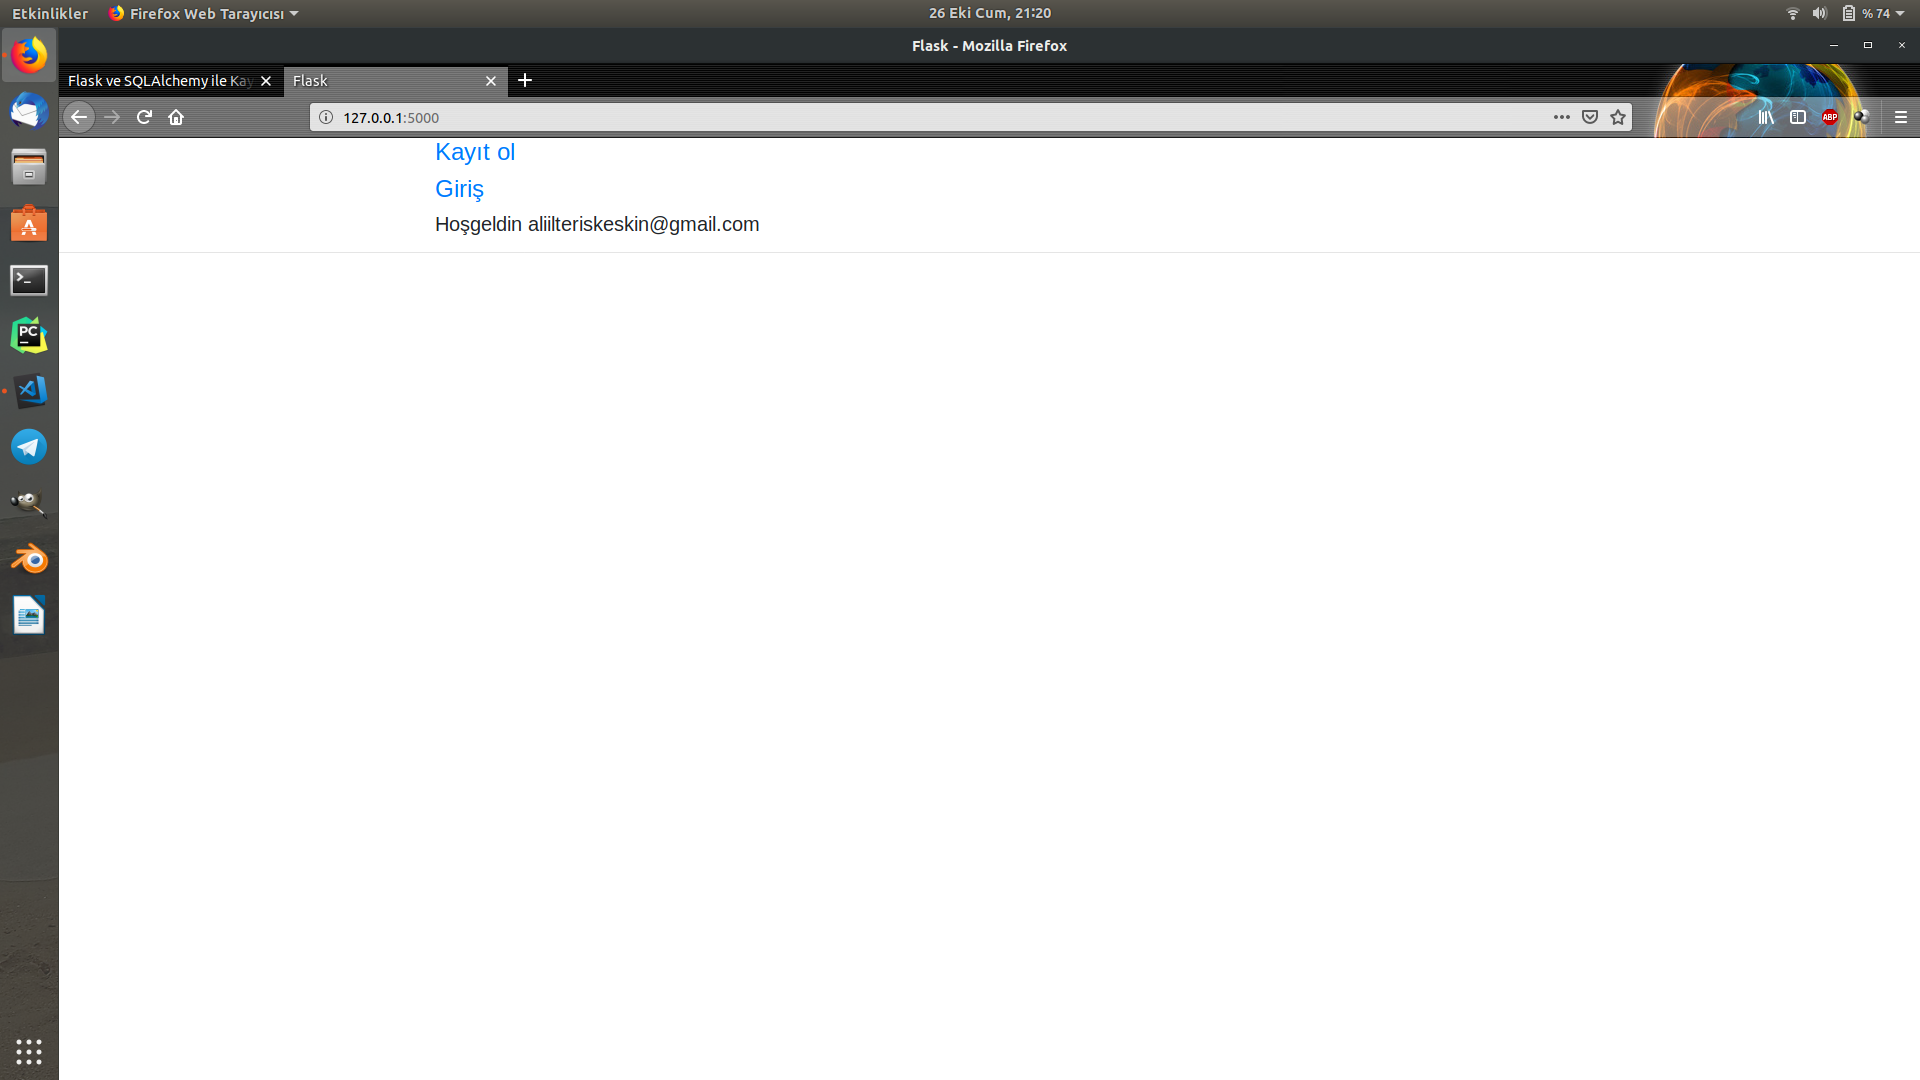 Etkinlikler Firefox Web Tarayıcısı 26 Eki Cum, 21:20 % 74
Flask - Mozilla Firefox
Flask ve SQLAlchemy ile Kay Flask
127.0.0.1:5000 ABP
Kayıt ol
Giriş
Hoşgeldin aliilteriskeskin@gmail.com
PC